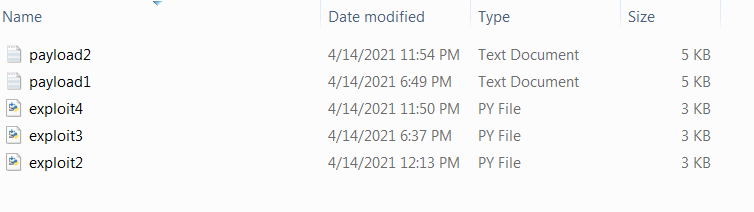 Name Date modified Type Size
payload2 4/14/2021 11:54 PM Text Document 5 KB
payload1 4/14/2021 6:49 PM Text Document 5 KB
exploit4 4/14/2021 11:50 PM PY File 3 KB
exploit3 4/14/2021 6:37 PM PY File 3 KB
exploit2 4/14/2021 12:13 PM PY File 3 KB